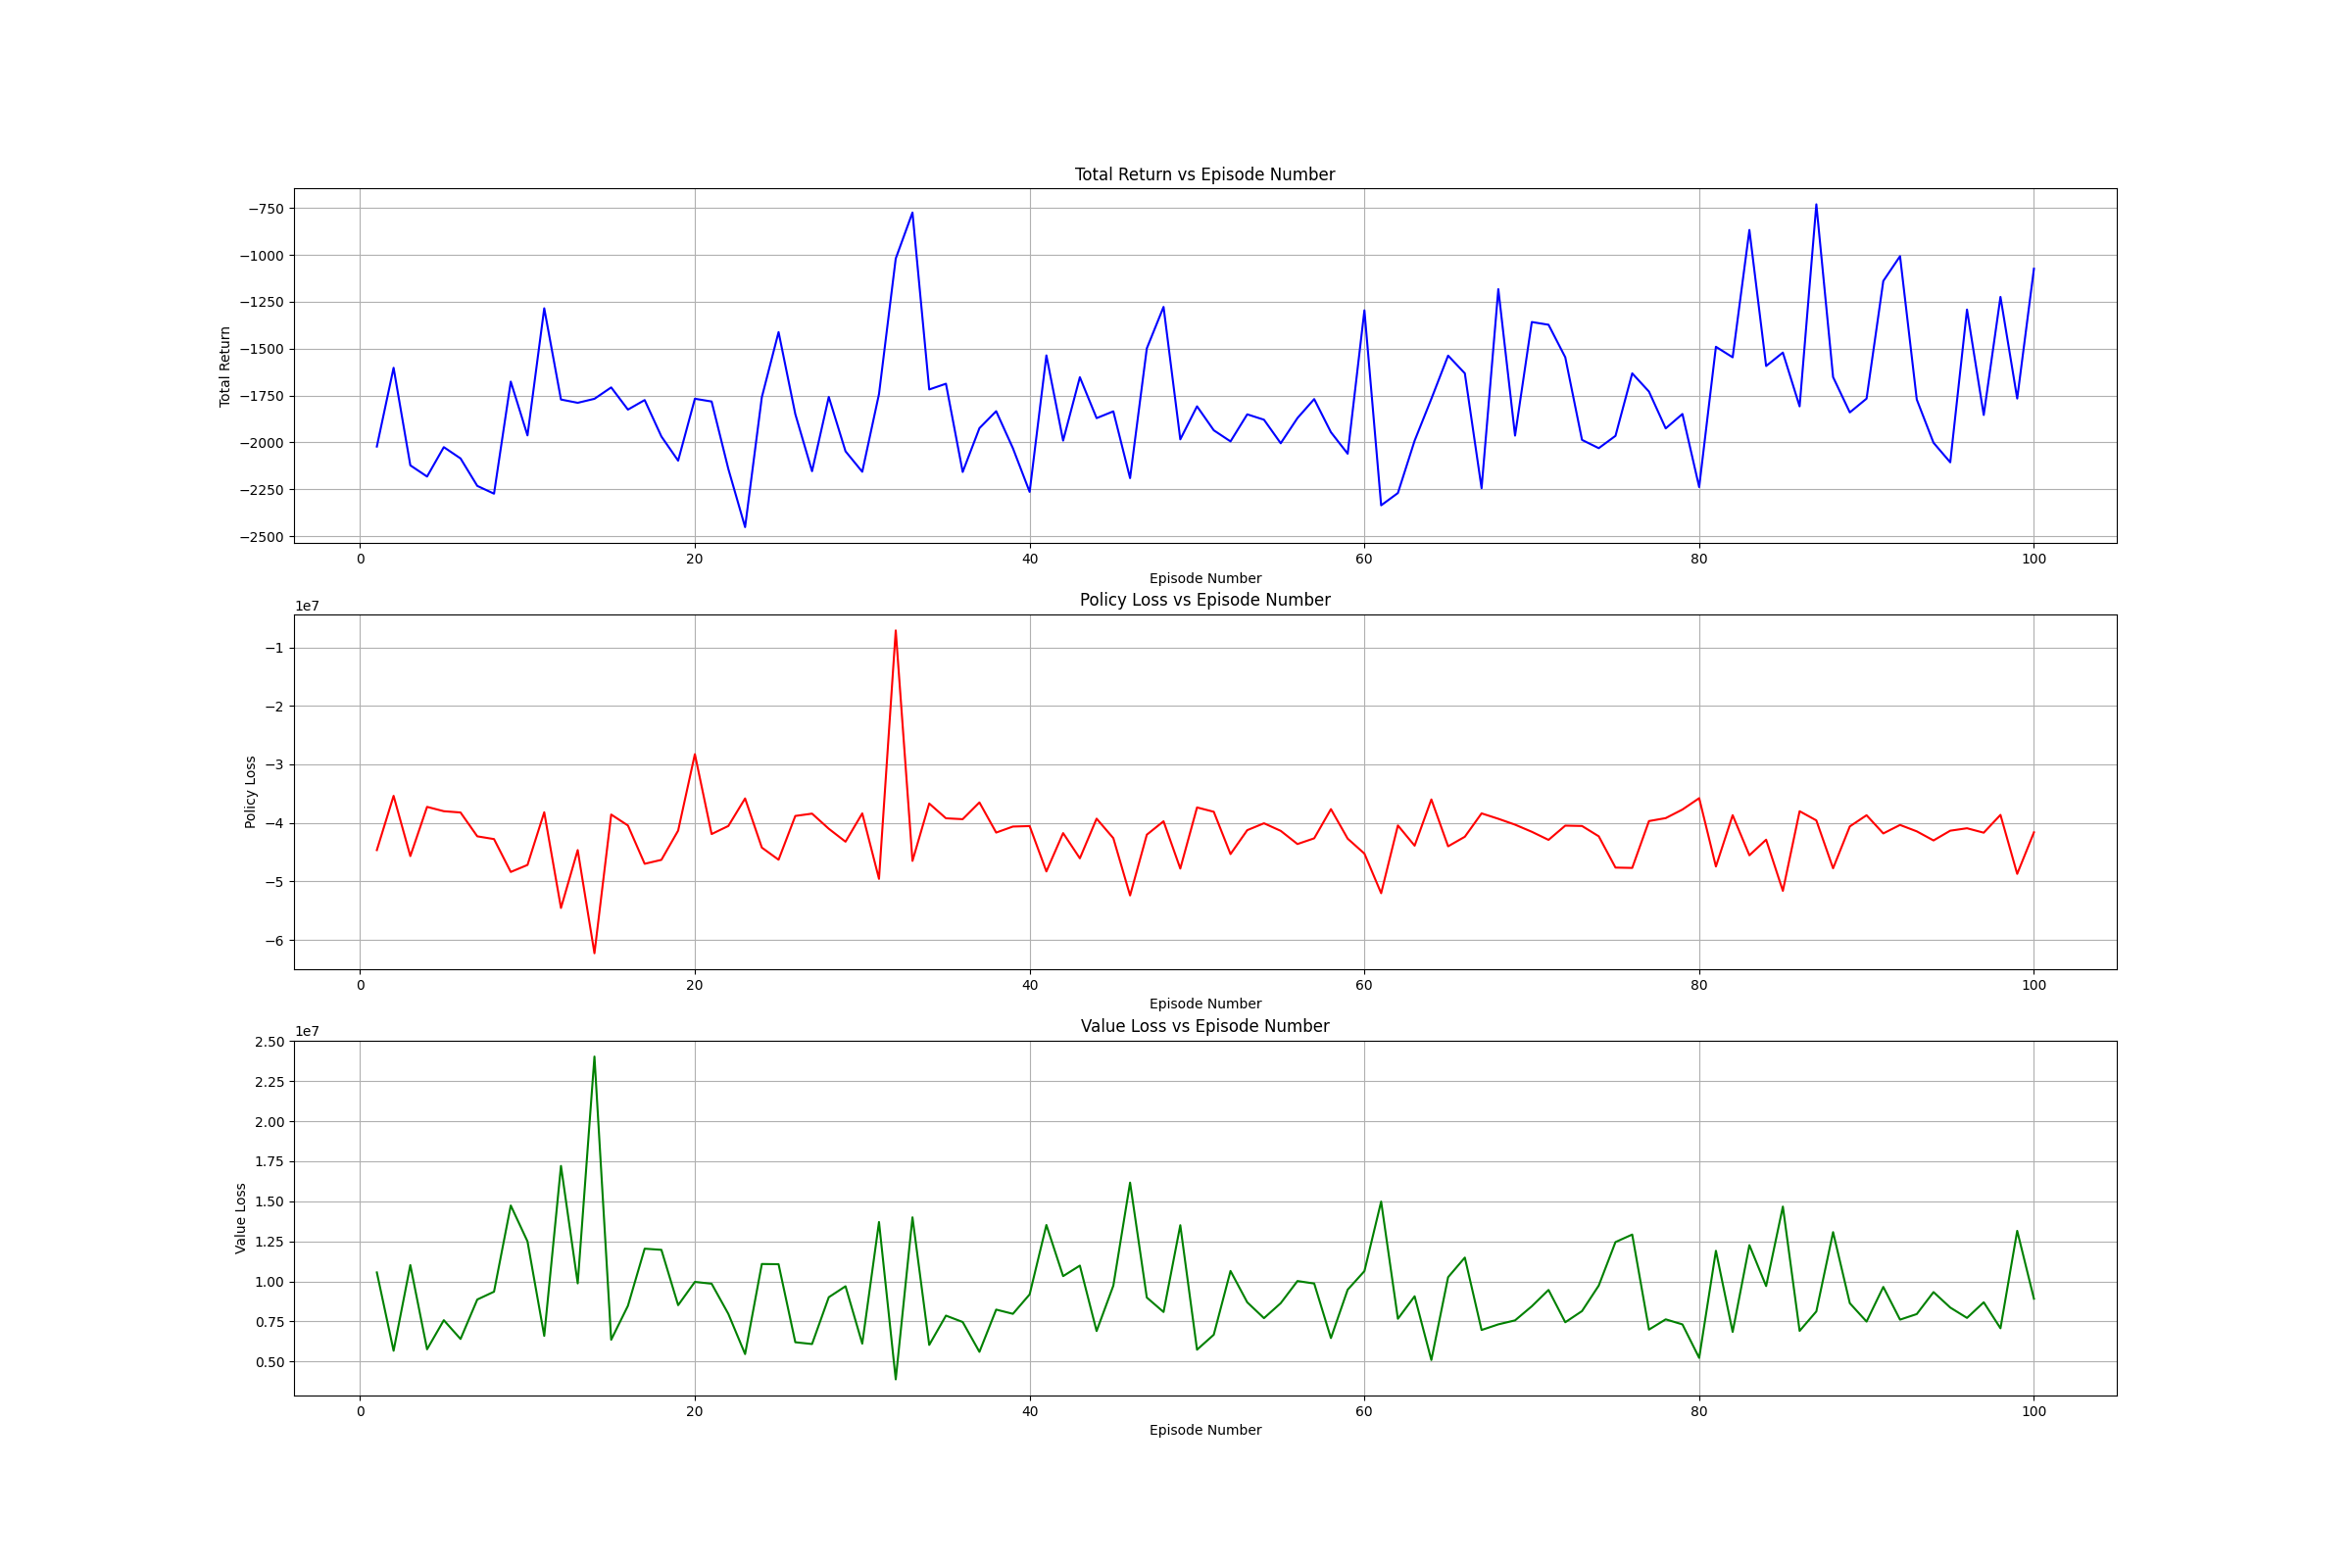 Total Return vs Episode Number
Total Return
−750
−1000
−1250
−1500
−1750
−2000
−2250
−2500
0 20 40 60 80 100
Episode Number
Policy Loss vs Episode Number
1e7
Policy Loss
−1
−2
−3
−4
−5
−6
0 20 40 60 80 100
Episode Number
Value Loss vs Episode Number
1e7
Value Loss
2.50
2.25
2.00
1.75
1.50
1.25
1.00
0.75
0.50
0 20 40 60 80 100
Episode Number